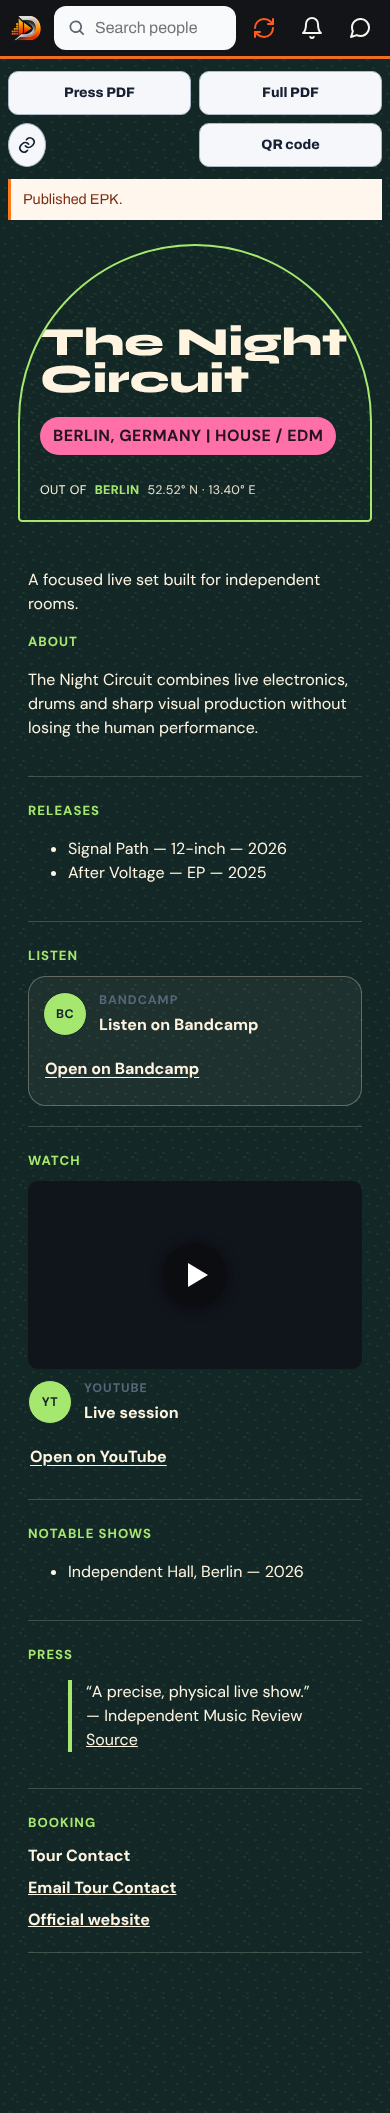 Search people
Press PDF
Full PDF
QR code
Published EPK.
The Night
Circuit
BERLIN, GERMANY | HOUSE / EDM
OUT OF BERLIN 52.52° N · 13.40° E
A focused live set built for independent
rooms.
ABOUT
The Night Circuit combines live electronics,
drums and sharp visual production without
losing the human performance.
RELEASES
• Signal Path — 12-inch — 2026
• After Voltage — EP — 2025
LISTEN
BC
BANDCAMP
Listen on Bandcamp
Open on Bandcamp
WATCH
YT
YOUTUBE
Live session
Open on YouTube
NOTABLE SHOWS
• Independent Hall, Berlin — 2026
PRESS
“A precise, physical live show.”
— Independent Music Review
Source
BOOKING
Tour Contact
Email Tour Contact
Official website